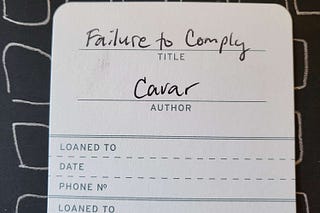 Failure to Comply
TITLE
Cavar
AUTHOR
LOANED TO
DATE
PHONE Nº
LOANED TO